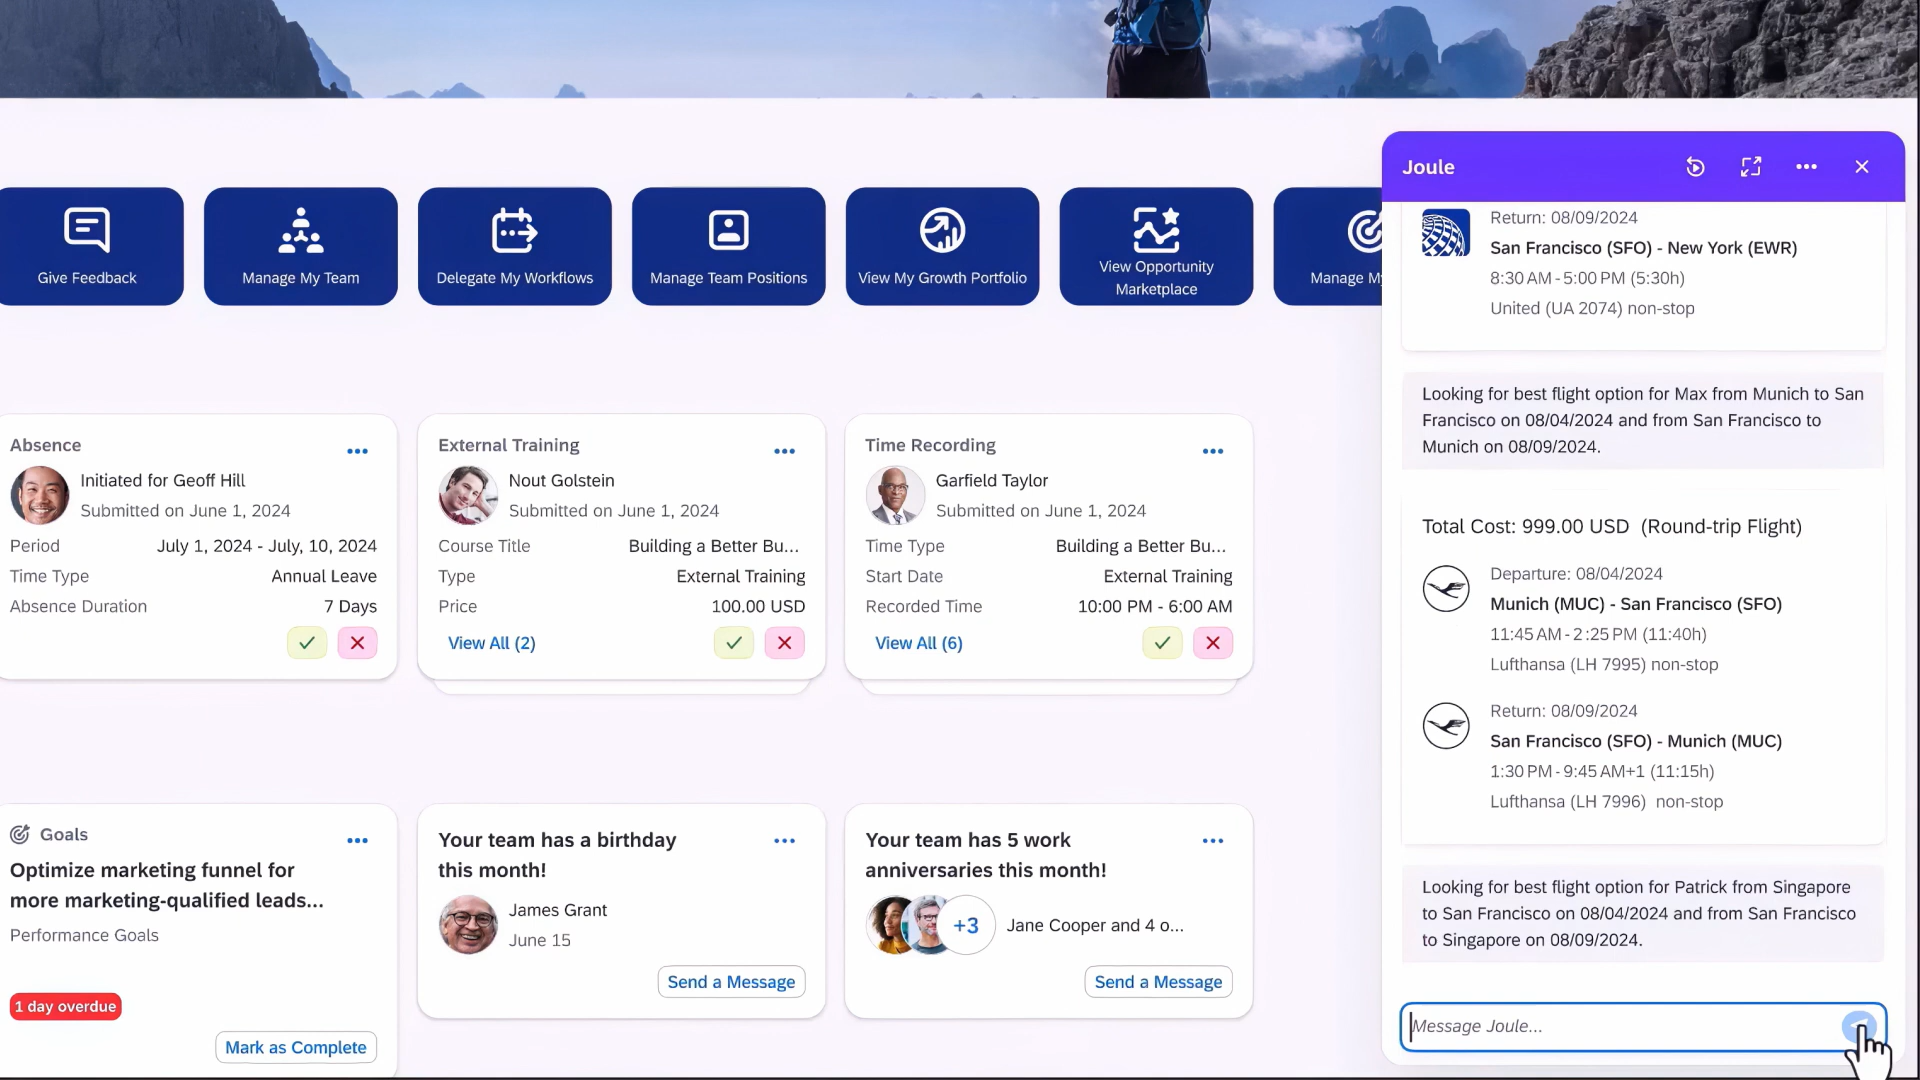 Give Feedback
Manage My Team
Delegate My Workflows
Manage Team Positions
View My Growth Portfolio
View Opportunity
Marketplace
Manage My
Absence
Initiated for Geoff Hill
Submitted on June 1, 2024
Period July 1, 2024 - July, 10, 2024
Time Type Annual Leave
Absence Duration 7 Days
External Training
Nout Golstein
Submitted on June 1, 2024
Course Title Building a Better Bu...
Type External Training
Price 100.00 USD
View All (2)
Time Recording
Garfield Taylor
Submitted on June 1, 2024
Time Type Building a Better Bu...
Start Date External Training
Recorded Time 10:00 PM - 6:00 AM
View All (6)
Goals
Optimize marketing funnel for
more marketing-qualified leads...
Performance Goals
1 day overdue
Mark as Complete
Your team has a birthday
this month!
James Grant
June 15
Send a Message
Your team has 5 work
anniversaries this month!
+3
Jane Cooper and 4 o...
Send a Message
Joule
Return: 08/09/2024
San Francisco (SFO) - New York (EWR)
8:30 AM - 5:00 PM (5:30h)
United (UA 2074) non-stop
Looking for best flight option for Max from Munich to San
Francisco on 08/04/2024 and from San Francisco to
Munich on 08/09/2024.
Total Cost: 999.00 USD (Round-trip Flight)
Departure: 08/04/2024
Munich (MUC) - San Francisco (SFO)
11:45 AM - 2:25 PM (11:40h)
Lufthansa (LH 7995) non-stop
Return: 08/09/2024
San Francisco (SFO) - Munich (MUC)
1:30 PM - 9:45 AM+1 (11:15h)
Lufthansa (LH 7996) non-stop
Looking for best flight option for Patrick from Singapore
to San Francisco on 08/04/2024 and from San Francisco
to Singapore on 08/09/2024.
Message Joule...